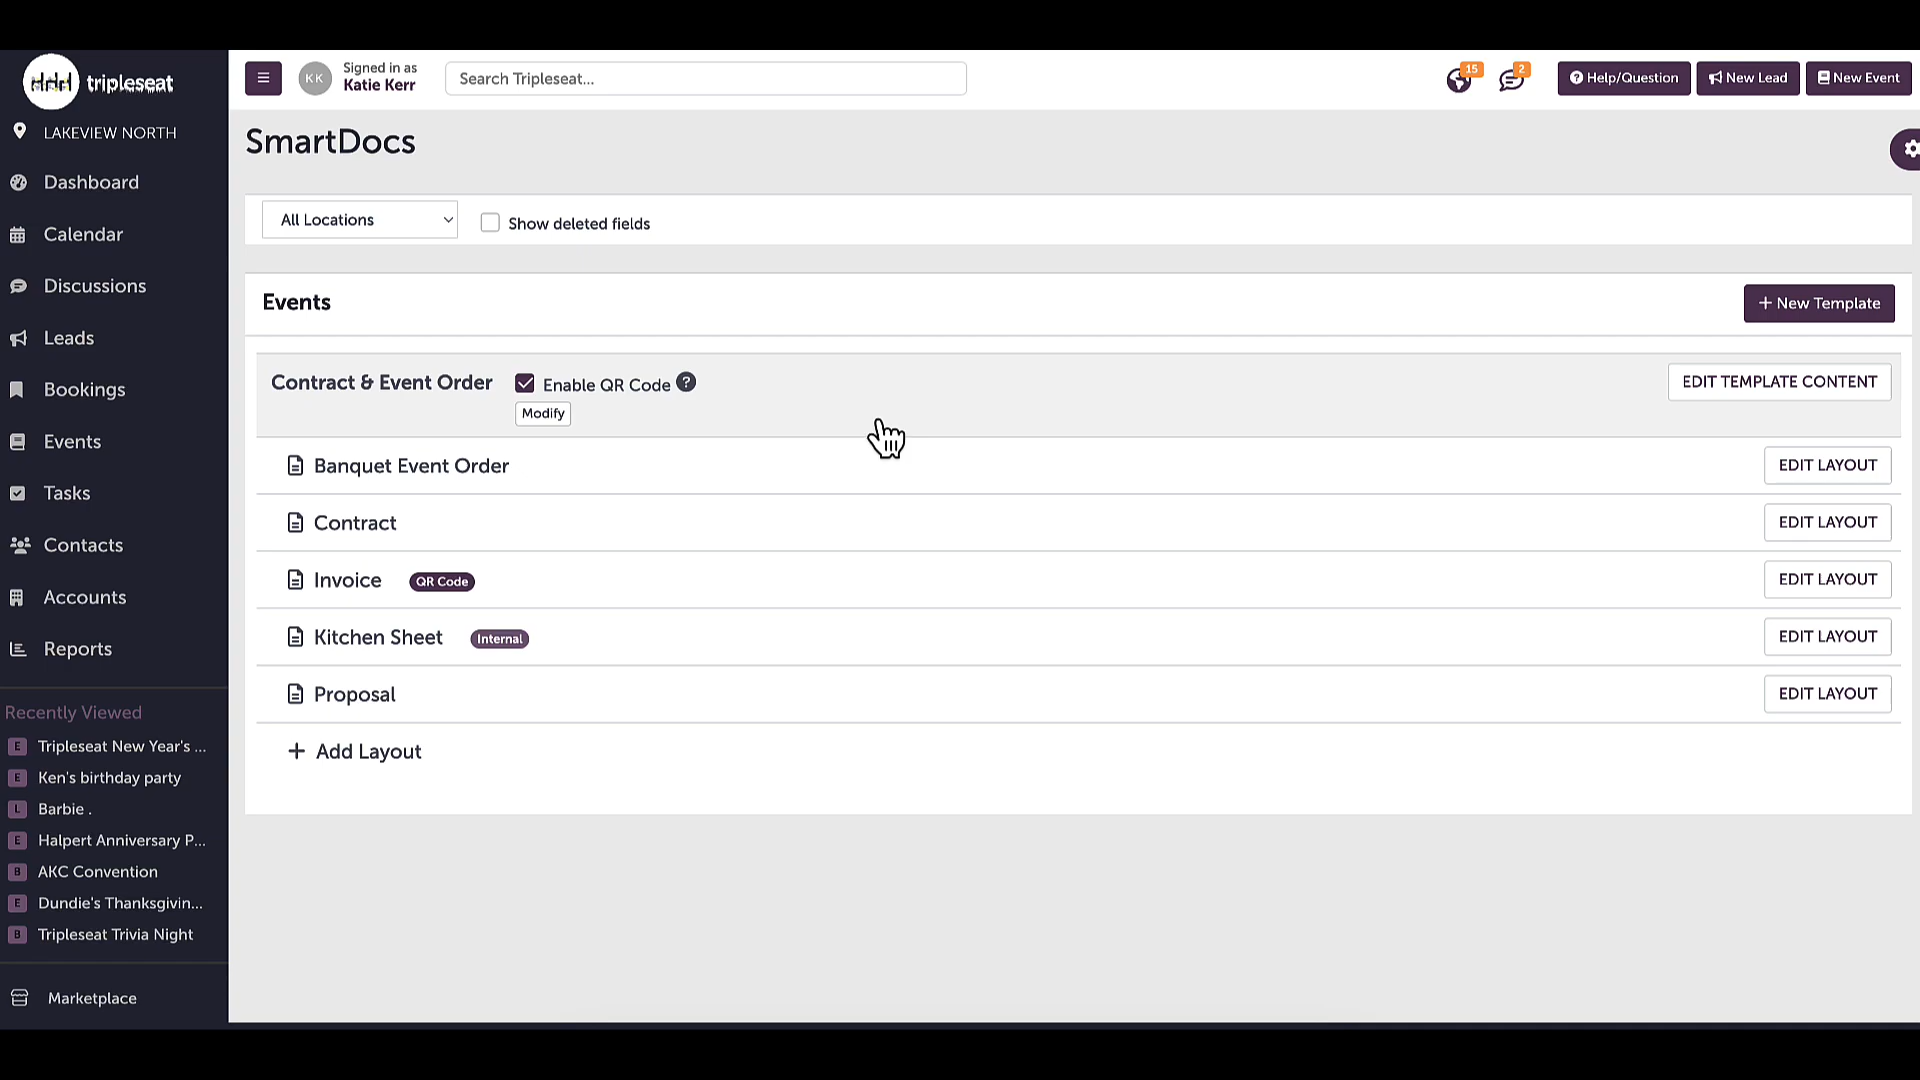 tripleseat
LAKEVIEW NORTH
Dashboard
Calendar
Discussions
Leads
Bookings
Events
Tasks
Contacts
Accounts
Reports
Recently Viewed
E Tripleseat New Year's ...
E Ken's birthday party
L Barbie .
E Halpert Anniversary P...
B AKC Convention
E Dundie's Thanksgivin...
B Tripleseat Trivia Night
Marketplace
KK
Signed in as
Katie Kerr
Search Tripleseat...
15
2
Help/Question
New Lead
New Event
SmartDocs
All Locations
Show deleted fields
Events
+ New Template
Contract & Event Order
Enable QR Code ?
Modify
EDIT TEMPLATE CONTENT
Banquet Event Order
EDIT LAYOUT
Contract
EDIT LAYOUT
Invoice QR Code
EDIT LAYOUT
Kitchen Sheet Internal
EDIT LAYOUT
Proposal
EDIT LAYOUT
+ Add Layout